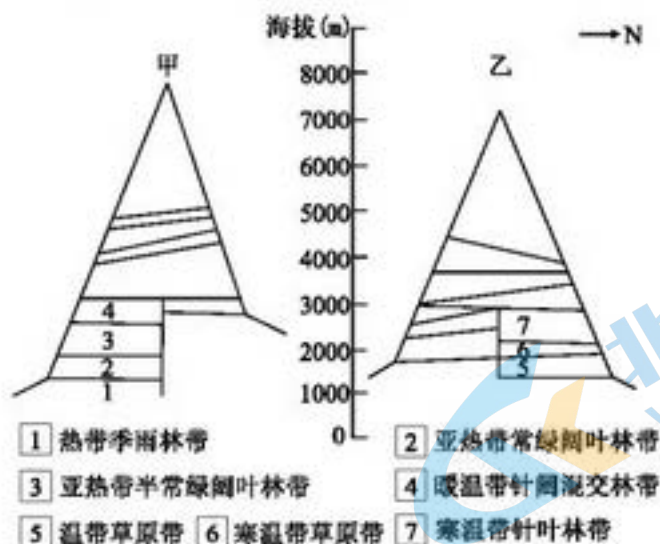 海拔(m)
→N
甲
乙
8000
7000
6000
5000
4000
3000
2000
1000
0
4
3
2
1
7
6
5
1 热带季雨林带
2 亚热带常绿阔叶林带
3 亚热带半常绿阔叶林带
4 暖温带针阔混交林带
5 温带草原带 6 寒温带草原带 7 寒温带针叶林带
北